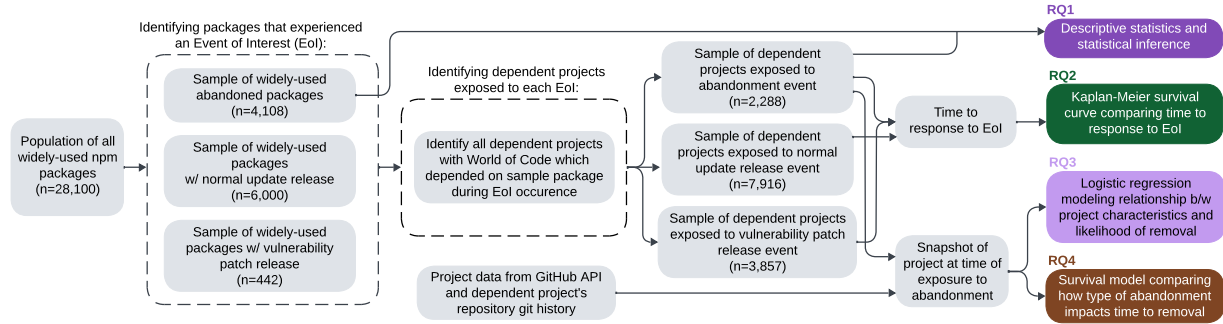 Identifying packages that experienced
an Event of Interest (EoI):
Population of all
widely-used npm
packages
(n=28,100)
Sample of widely-used
abandoned packages
(n=4,108)
Sample of widely-used
packages
w/ normal update release
(n=6,000)
Sample of widely-used
packages w/ vulnerability
patch release
(n=442)
Identifying dependent projects
exposed to each EoI:
Identify all dependent projects
with World of Code which
depended on sample package
during EoI occurence
Project data from GitHub API
and dependent project's
repository git history
Sample of dependent
projects exposed to
abandonment event
(n=2,288)
Sample of dependent
projects exposed to normal
update release event
(n=7,916)
Sample of dependent projects
exposed to vulnerability patch
release event
(n=3,857)
Time to
response to EoI
Snapshot of
project at time of
exposure to
abandonment
RQ1
Descriptive statistics and
statistical inference
RQ2
Kaplan-Meier survival
curve comparing time to
response to EoI
RQ3
Logistic regression
modeling relationship b/w
project characteristics and
likelihood of removal
RQ4
Survival model comparing
how type of abandonment
impacts time to removal